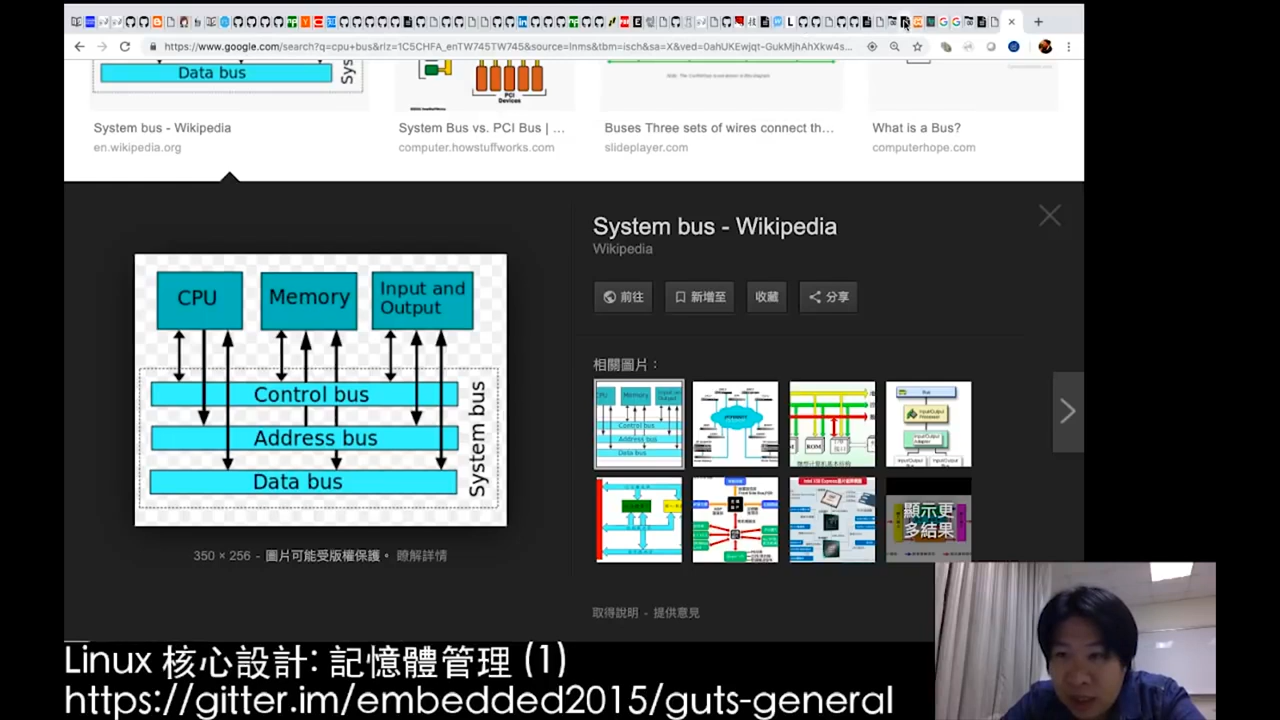 https://www.google.com/search?q=cpu+bus&rlz=1C5CHFA_enTW745TW745&source=lnms&tbm=isch&sa=X&ved=0ahUKEwjqt-GukMjhAhXkw4s...
Data bus
Sys
PCI
Devices
System bus - Wikipedia
en.wikipedia.org
System Bus vs. PCI Bus | ...
computer.howstuffworks.com
Buses Three sets of wires connect th...
slideplayer.com
What is a Bus?
computerhope.com
CPU
Memory
Input and
Output
Control bus
Address bus
Data bus
System bus
350 × 256 - 圖片可能受版權保護。 瞭解詳情
System bus - Wikipedia
Wikipedia
前往
新增至
收藏
分享
相關圖片：
顯示更
多結果
取得說明 - 提供意見
Linux 核心設計: 記憶體管理 (1)
https://gitter.im/embedded2015/guts-general